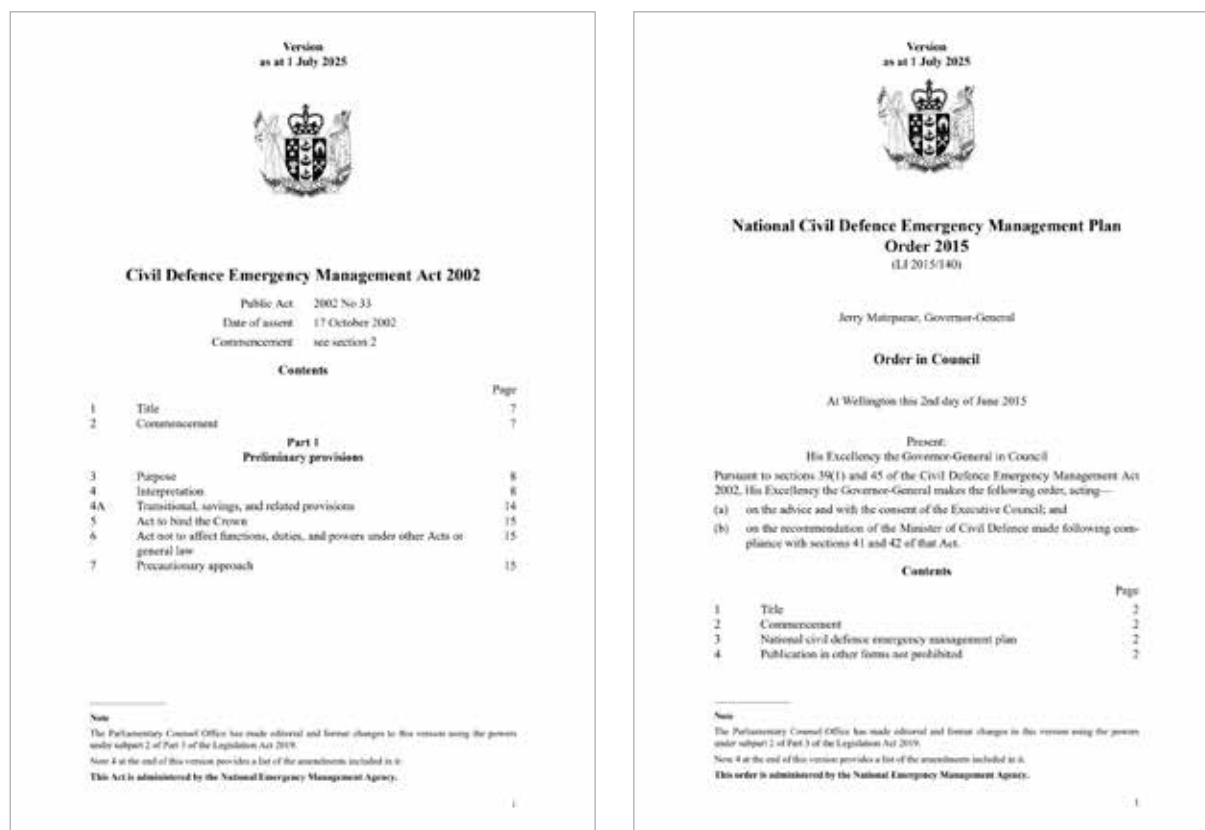 Version
as at 1 July 2025
Civil Defence Emergency Management Act 2002
Public Act 2002 No 33
Date of assent 17 October 2002
Commencement see section 2
Contents
Page
1 Title 7
2 Commencement 7
Part 1
Preliminary provisions
3 Purpose 8
4 Interpretation 8
4A Transitional, savings, and related provisions 14
5 Act to bind the Crown 15
6 Act not to affect functions, duties, and powers under other Acts or 15
general law
7 Precautionary approach 15
Note
The Parliamentary Counsel Office has made editorial and format changes to this version using the powers
under subpart 2 of Part 3 of the Legislation Act 2019.
Note 4 at the end of this version provides a list of the amendments included in it.
This Act is administered by the National Emergency Management Agency.
1
Version
as at 1 July 2025
National Civil Defence Emergency Management Plan
Order 2015
(LI 2015/140)
Jerry Mateparae, Governor-General
Order in Council
At Wellington this 2nd day of June 2015
Present:
His Excellency the Governor-General in Council
Pursuant to sections 39(1) and 45 of the Civil Defence Emergency Management Act
2002, His Excellency the Governor-General makes the following order, acting—
(a) on the advice and with the consent of the Executive Council; and
(b) on the recommendation of the Minister of Civil Defence made following com-
pliance with sections 41 and 42 of that Act.
Contents
Page
1 Title 2
2 Commencement 2
3 National civil defence emergency management plan 2
4 Publication in other forms not prohibited 2
Note
The Parliamentary Counsel Office has made editorial and format changes to this version using the powers
under subpart 2 of Part 3 of the Legislation Act 2019.
Note 4 at the end of this version provides a list of the amendments included in it.
This order is administered by the National Emergency Management Agency.
1